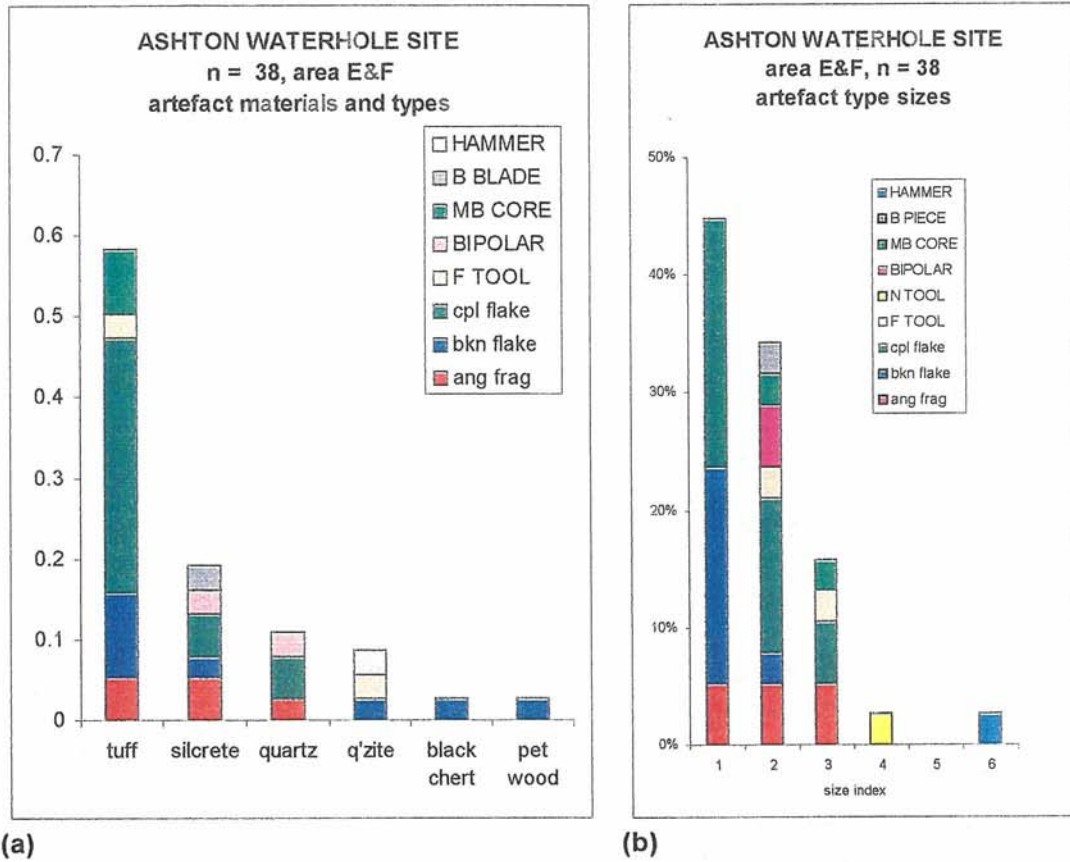 ASHTON WATERHOLE SITE
n = 38, area E&F
artefact materials and types
HAMMER
B BLADE
MB CORE
BIPOLAR
F TOOL
cpl flake
bkn flake
ang frag
0.7
0.6
0.5
0.4
0.3
0.2
0.1
0
tuff silcrete quartz q'zite black chert pet wood
(a)
ASHTON WATERHOLE SITE
area E&F, n = 38
artefact type sizes
HAMMER
B PIECE
MB CORE
BIPOLAR
N TOOL
F TOOL
cpl flake
bkn flake
ang frag
50%
40%
30%
20%
10%
0%
1 2 3 4 5 6
size index
(b)